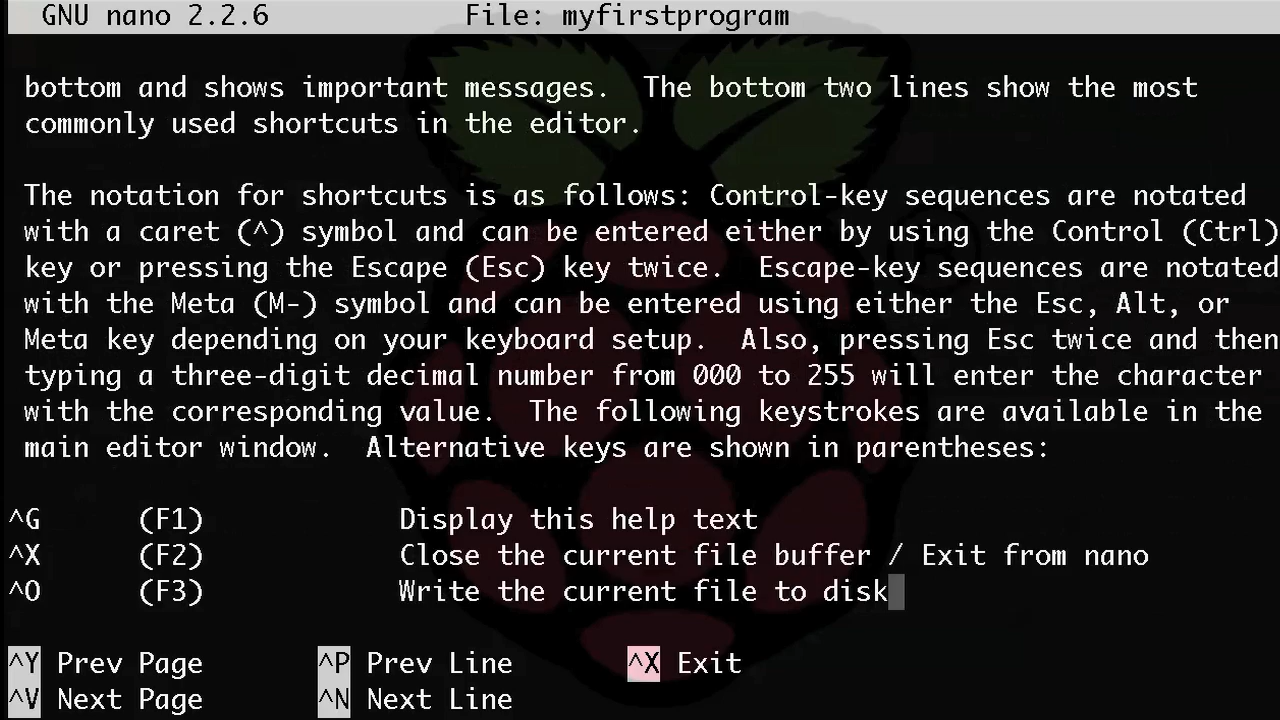 GNU nano 2.2.6 File: myfirstprogram
bottom and shows important messages. The bottom two lines show the most
commonly used shortcuts in the editor.
The notation for shortcuts is as follows: Control-key sequences are notated
with a caret (^) symbol and can be entered either by using the Control (Ctrl)
key or pressing the Escape (Esc) key twice. Escape-key sequences are notated
with the Meta (M-) symbol and can be entered using either the Esc, Alt, or
Meta key depending on your keyboard setup. Also, pressing Esc twice and then
typing a three-digit decimal number from 000 to 255 will enter the character
with the corresponding value. The following keystrokes are available in the
main editor window. Alternative keys are shown in parentheses:
^G (F1) Display this help text
^X (F2) Close the current file buffer / Exit from nano
^O (F3) Write the current file to disk
^Y Prev Page ^P Prev Line ^X Exit
^V Next Page ^N Next Line